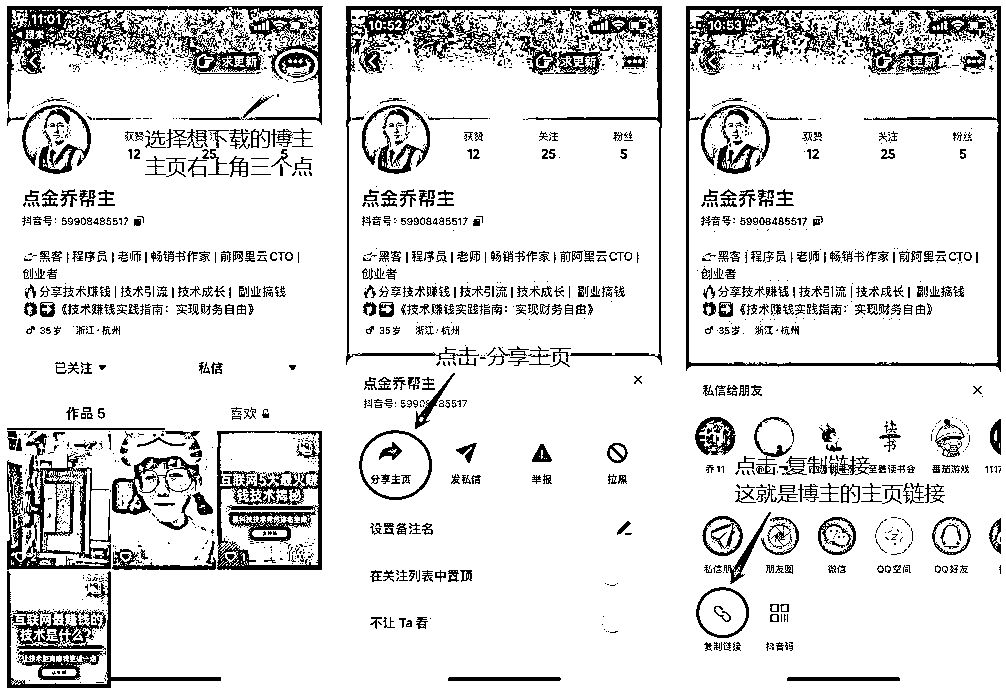 11:01
搜索
求更新
选择想下载的博主
主页右上角三个点
获赞
12
25
5
点金乔帮主
抖音号：59908485517
黑客 | 程序员 | 老师 | 畅销书作家 | 前阿里云CTO |
创业者
分享技术赚钱 | 技术引流 | 技术成长 | 副业搞钱
《技术赚钱实践指南：实现财务自由》
35岁 浙江·杭州
已关注
私信
作品 5
喜欢
互联网5大最火赚
钱技术揭秘
互联网最赚钱的
技术是什么？
10:52
求更新
获赞
关注
粉丝
12
25
5
点金乔帮主
抖音号：59908485517
黑客 | 程序员 | 老师 | 畅销书作家 | 前阿里云CTO |
创业者
分享技术赚钱 | 技术引流 | 技术成长 | 副业搞钱
《技术赚钱实践指南：实现财务自由》
35岁 浙江·杭州
点击-分享主页
点金乔帮主
抖音号：59908485517
分享主页
发私信
举报
拉黑
设置备注名
在关注列表中置顶
不让 Ta 看
10:53
求更新
获赞
关注
粉丝
12
25
5
点金乔帮主
抖音号：59908485517
黑客 | 程序员 | 老师 | 畅销书作家 | 前阿里云CTO |
创业者
分享技术赚钱 | 技术引流 | 技术成长 | 副业搞钱
《技术赚钱实践指南：实现财务自由》
35岁 浙江·杭州
私信给朋友
读书
乔11
至善读书会
番茄游戏
点击-复制链接
这就是博主的主页链接
私信朋友
朋友圈
微信
QQ空间
QQ好友
复制链接
抖音码